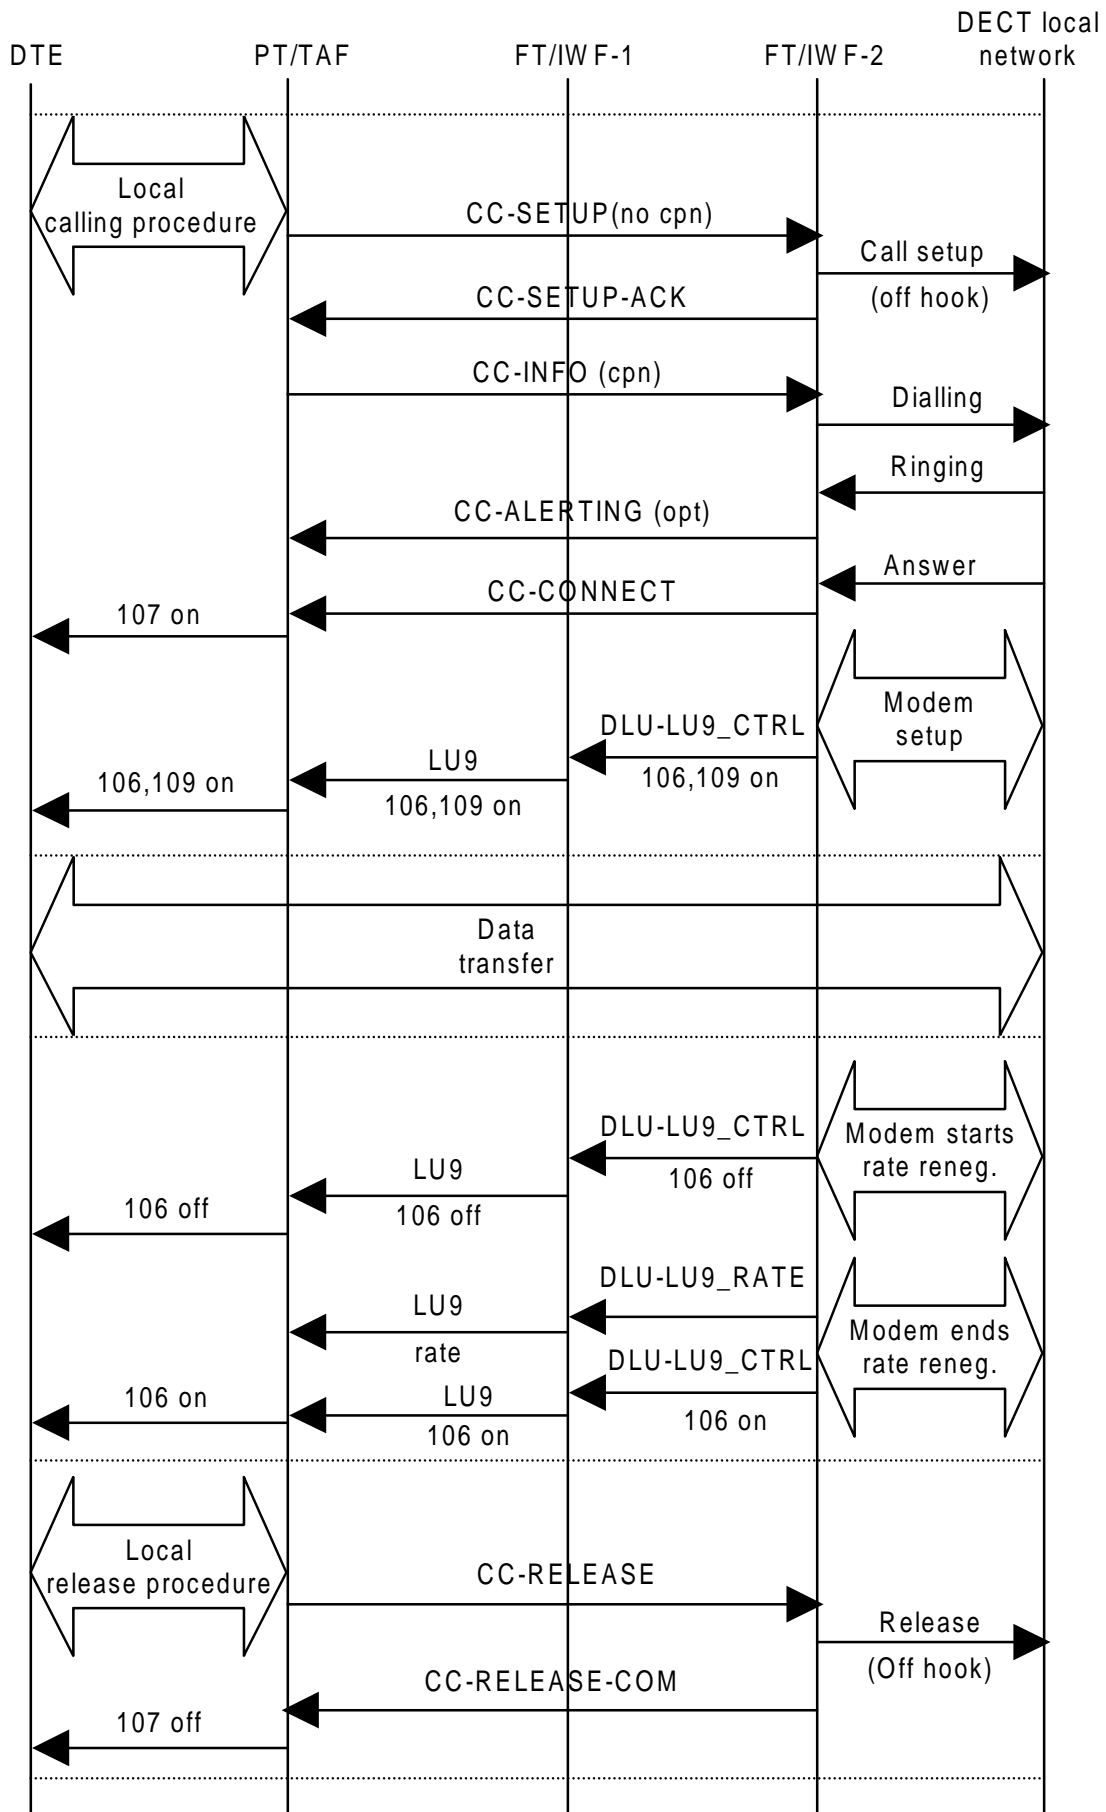 DECT local
network
DTE
PT/TAF
FT/IWF-1
FT/IWF-2
Local
calling procedure
CC-SETUP(no cpn)
Call setup
(off hook)
CC-SETUP-ACK
CC-INFO (cpn)
Dialling
Ringing
CC-ALERTING (opt)
Answer
CC-CONNECT
107 on
Modem
setup
DLU-LU9_CTRL
106,109 on
LU9
106,109 on
106,109 on
Data
transfer
Modem starts
rate reneg.
DLU-LU9_CTRL
106 off
LU9
106 off
106 off
DLU-LU9_RATE
LU9
rate
Modem ends
rate reneg.
DLU-LU9_CTRL
106 on
LU9
106 on
106 on
Local
release procedure
CC-RELEASE
Release
(Off hook)
CC-RELEASE-COM
107 off